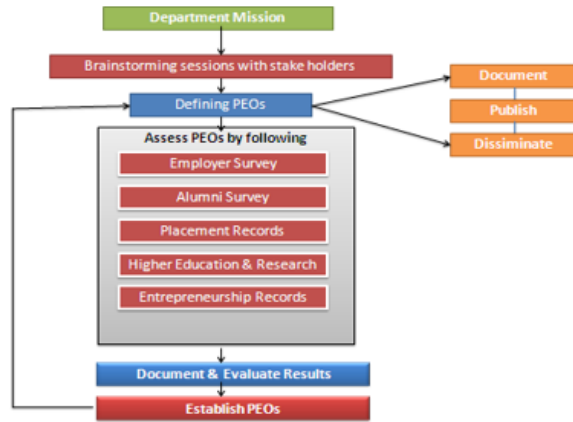 Department Mission
Brainstorming sessions with stake holders
Defining PEOs
Document
Publish
Dissiminate
Assess PEOs by following
Employer Survey
Alumni Survey
Placement Records
Higher Education & Research
Entrepreneurship Records
Document & Evaluate Results
Establish PEOs